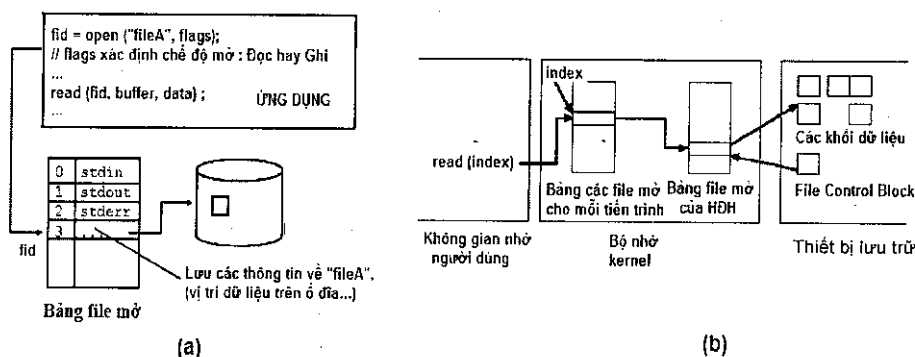 fid = open ("fileA", flags);
// flags xác định chế độ mở : Đọc hay Ghi
...
read (fid, buffer, data) ;
ỨNG DỤNG
...
0 stdin
1 stdout
2 stderr
3 ....
fid
Lưu các thông tin về "fileA",
(vị trí dữ liệu trên ổ đĩa...)
Bảng file mở
(a)
index
read (index)
Bảng các file mở
cho mỗi tiến trình
Bảng file mở
của HĐH
Các khối dữ liệu
File Control Block
Không gian nhớ
người dùng
Bộ nhớ
kernel
Thiết bị lưu trữ
(b)